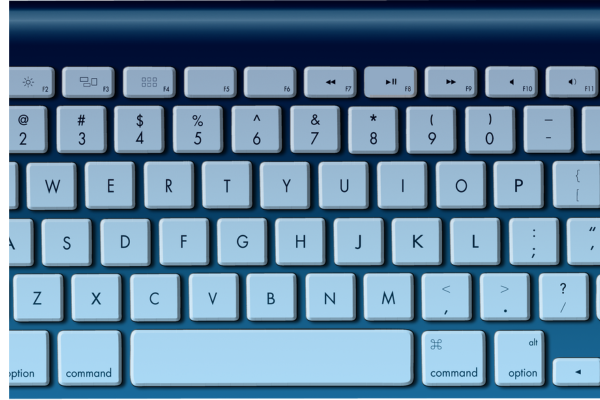 F2 F3 F4 F5 F6 F7 F8 F9 F10 F11
@ # $ % ^ & * ( ) –
2 3 4 5 6 7 8 9 0 -
W E R T Y U I O P {
[
A S D F G H J K L : "
; ,
Z X C V B N M < > ?
, . /
⌘ alt
option command command option